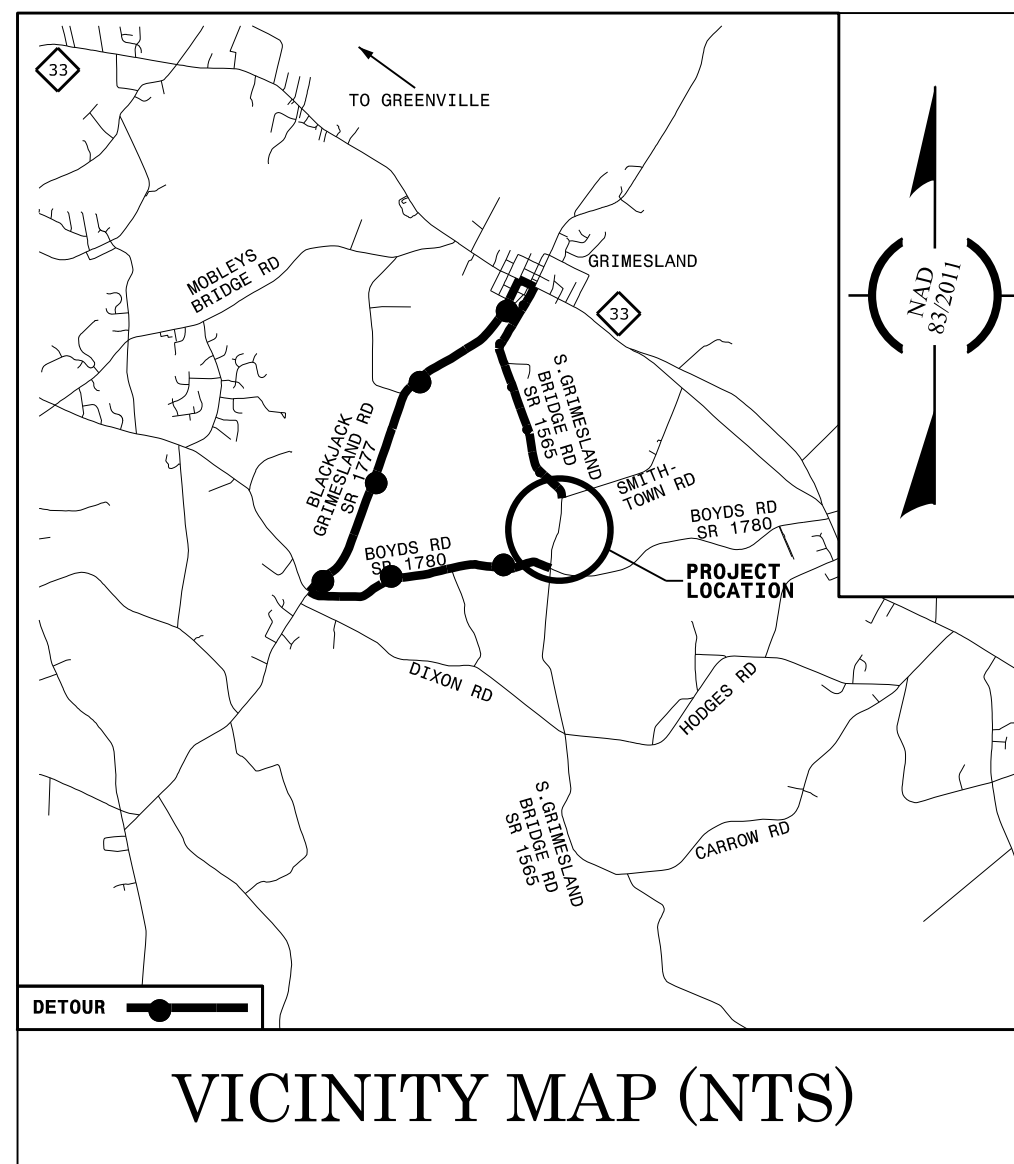 33
TO GREENVILLE
MOBLEYS
BRIDGE RD
GRIMESLAND
33
NAD
83/2011
S.GRIMESLAND
BRIDGE RD
SR 1565
BLACKJACK
GRIMESLAND RD
SR 1777
SMITH-
TOWN RD
BOYDS RD
SR 1780
BOYDS RD
SR 1780
PROJECT
LOCATION
DIXON RD
HODGES RD
S.GRIMESLAND
BRIDGE RD
SR 1565
CARROW RD
DETOUR
VICINITY MAP (NTS)